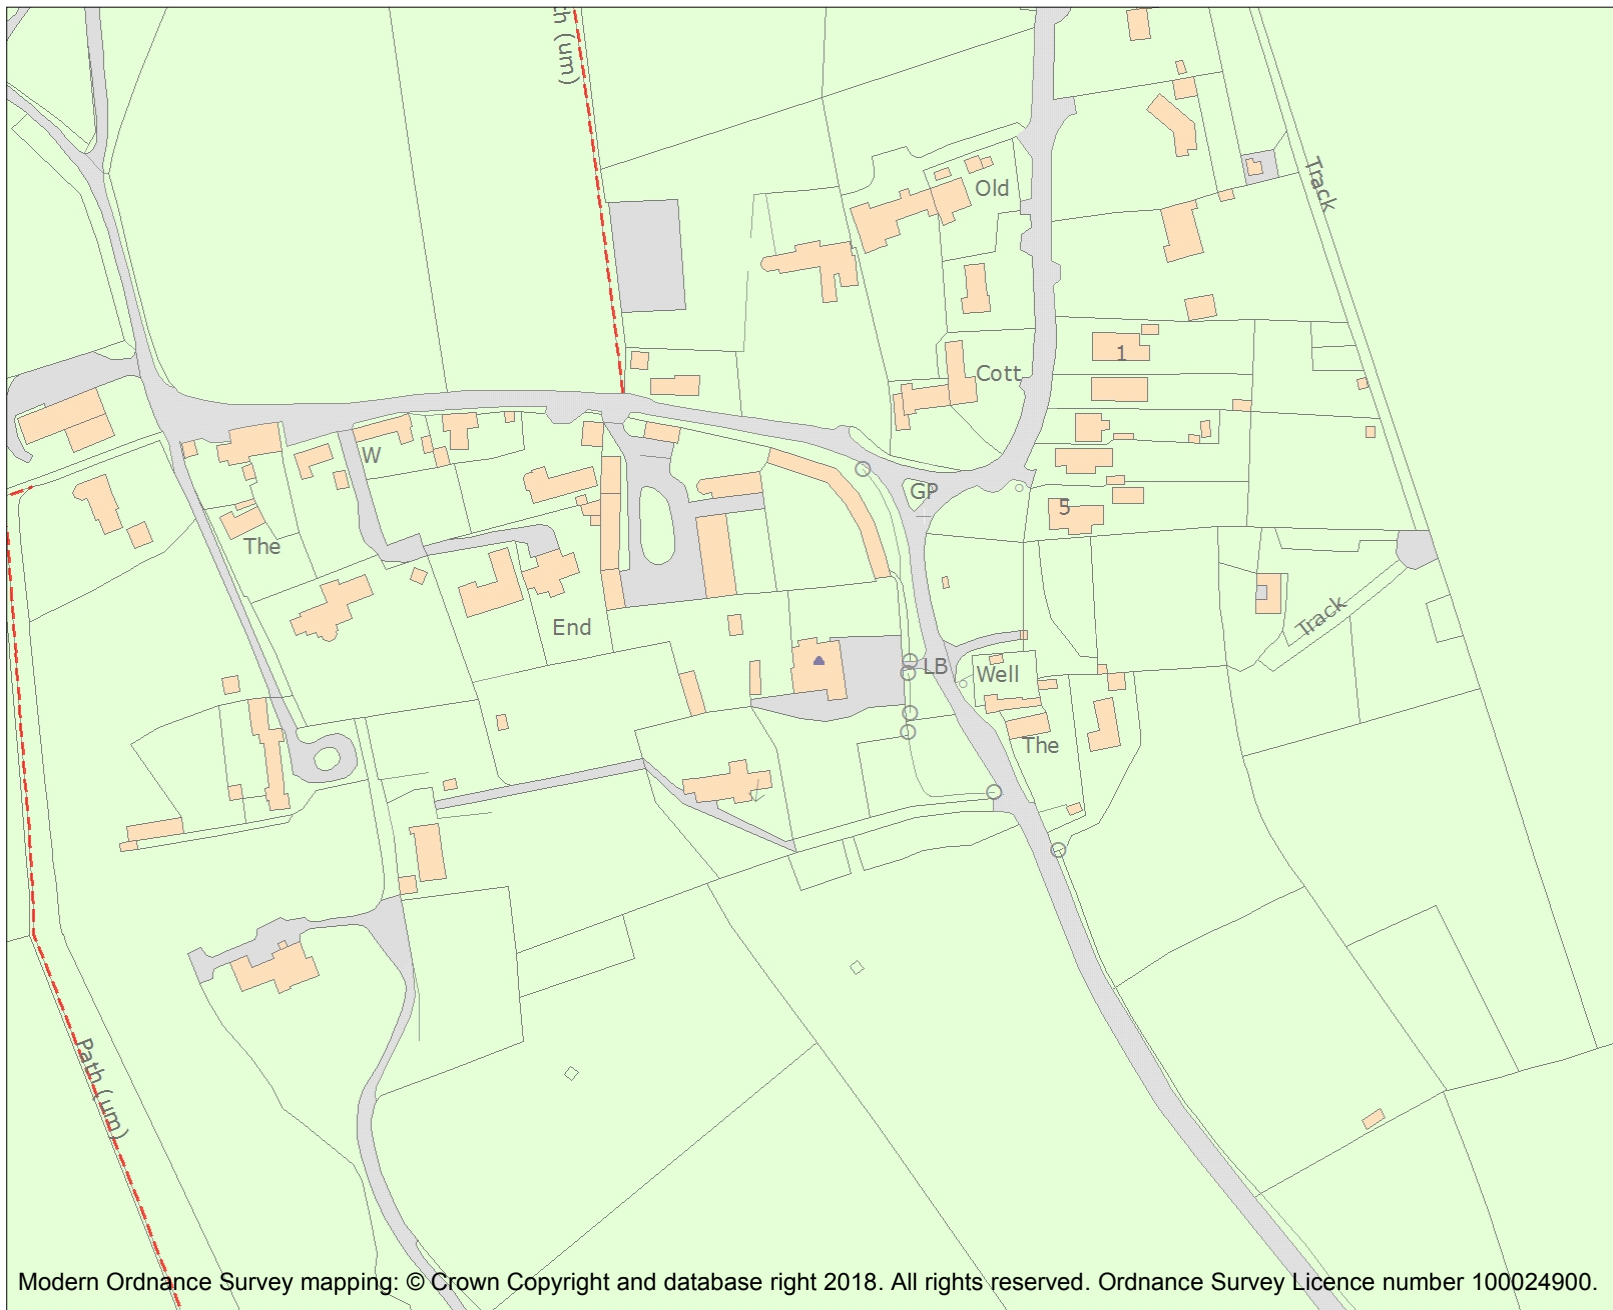 ch (um)
Track
Old
1
Cott
W
GP
5
The
Track
End
LB
Well
The
Path (um)
Modern Ordnance Survey mapping: © Crown Copyright and database right 2018. All rights reserved. Ordnance Survey Licence number 100024900.